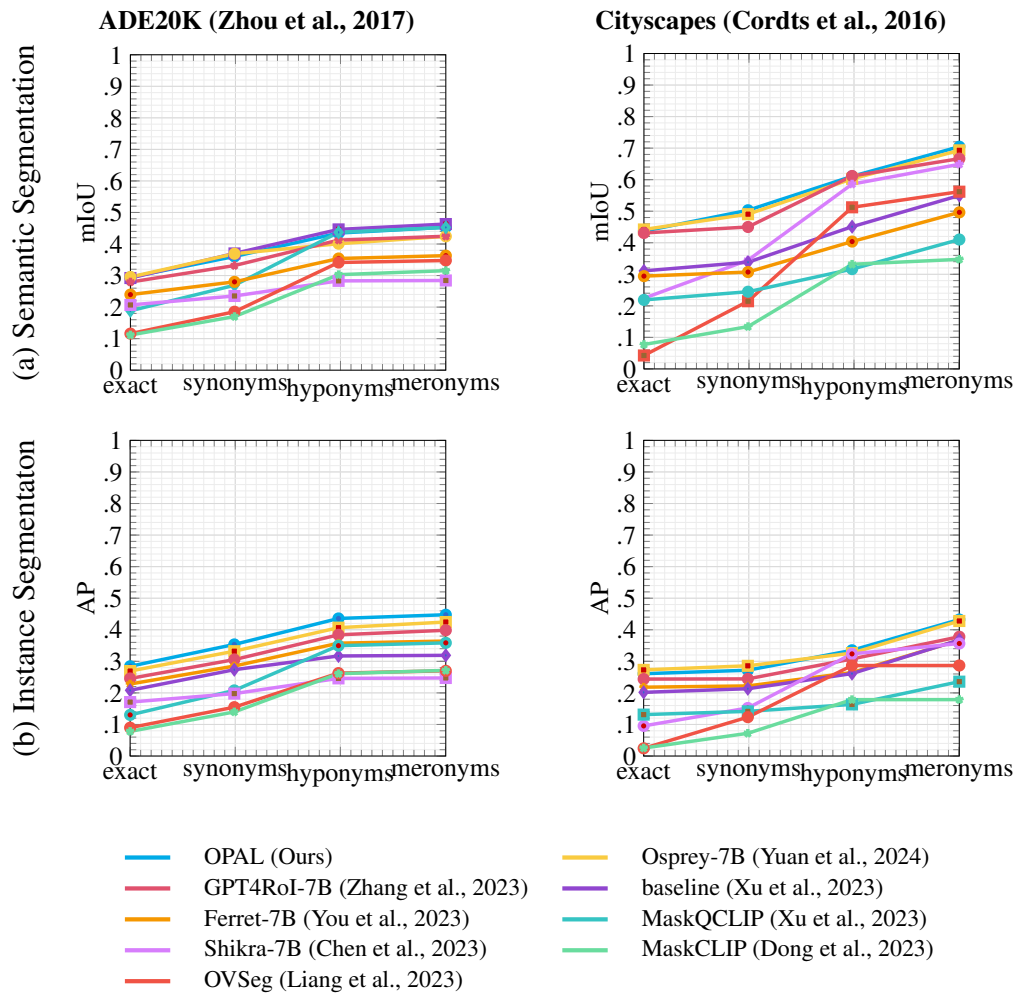 ADE20K (Zhou et al., 2017)
Cityscapes (Cordts et al., 2016)
(a) Semantic Segmentation
mIoU
1
.9
.8
.7
.6
.5
.4
.3
.2
.1
0
exact synonyms hyponyms meronyms
mIoU
1
.9
.8
.7
.6
.5
.4
.3
.2
.1
0
exact synonyms hyponyms meronyms
(b) Instance Segmentaton
AP
1
.9
.8
.7
.6
.5
.4
.3
.2
.1
0
exact synonyms hyponyms meronyms
AP
1
.9
.8
.7
.6
.5
.4
.3
.2
.1
0
exact synonyms hyponyms meronyms
OPAL (Ours)
Osprey-7B (Yuan et al., 2024)
GPT4RoI-7B (Zhang et al., 2023)
baseline (Xu et al., 2023)
Ferret-7B (You et al., 2023)
MaskQCLIP (Xu et al., 2023)
Shikra-7B (Chen et al., 2023)
MaskCLIP (Dong et al., 2023)
OVSeg (Liang et al., 2023)